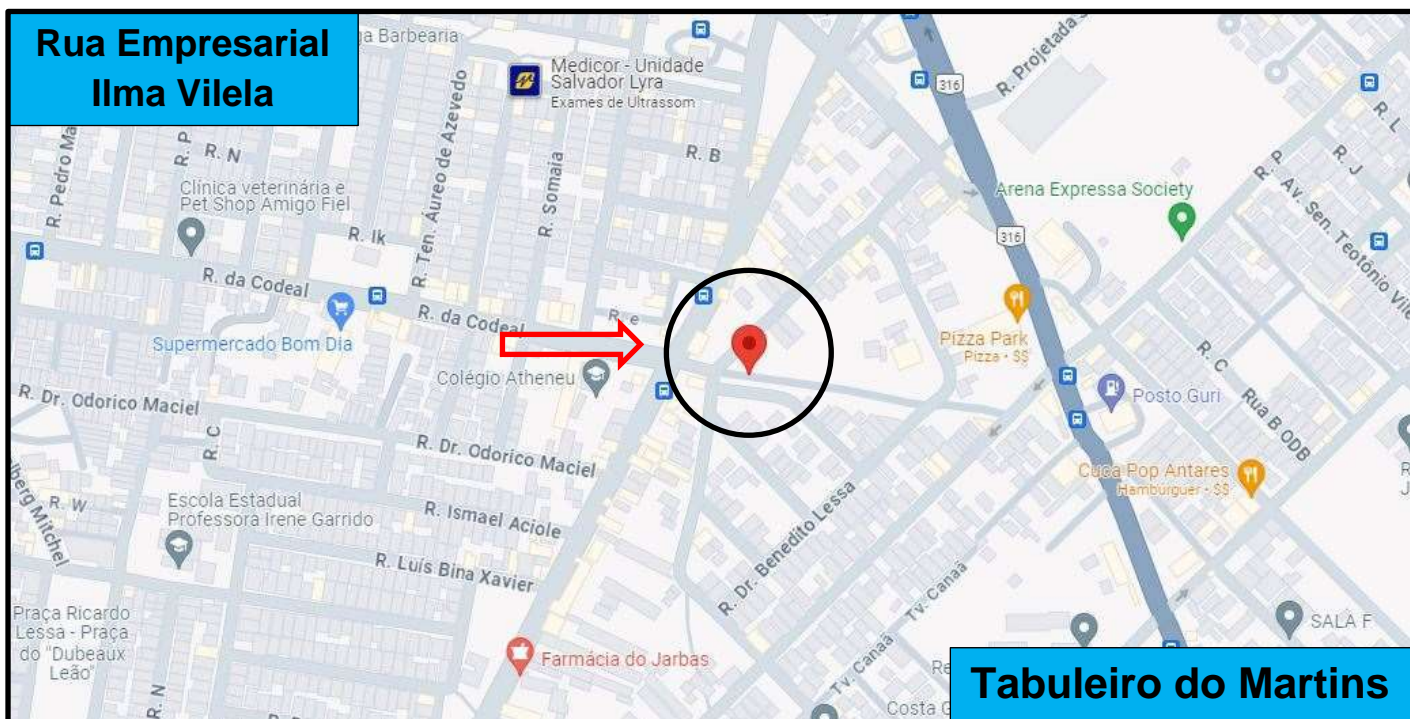 Rua Empresarial
Ilma Vilela
Barbearia
Medicor - Unidade
Salvador Lyra
Exames de Ultrassom
316
R. Projetada
R. L
R. Pedro
R. P
R. N
R. Ten. Áureo de Azevedo
R. Somaia
R. B
R. P
R. J
Clínica veterinária e
Pet Shop Amigo Fiel
Arena Expressa Society
Av. Sen. Teotônio
R. Ik
316
R. da Codeal
R. da Codeal
R. e
Supermercado Bom Dia
Pizza Park
Pizza • $$
Colégio Atheneu
R. C
Posto Guri
Rua B ODB
R. Dr. Odorico Maciel
R. C
R. Dr. Odorico Maciel
Cuca Pop Antares
Hambúrguer • $$
R. W
Mitchel
Escola Estadual
Professora Irene Garrido
R. Ismael Aciole
R. Dr. Benedito Lessa
R. Luís Bina Xavier
Tv. Canaã
Praça Ricardo
Lessa - Praça
do "Dubeaux
Leão"
SALA F
Farmácia do Jarbas
Tv. Canaã
R. N
Costa
Tabuleiro do Martins